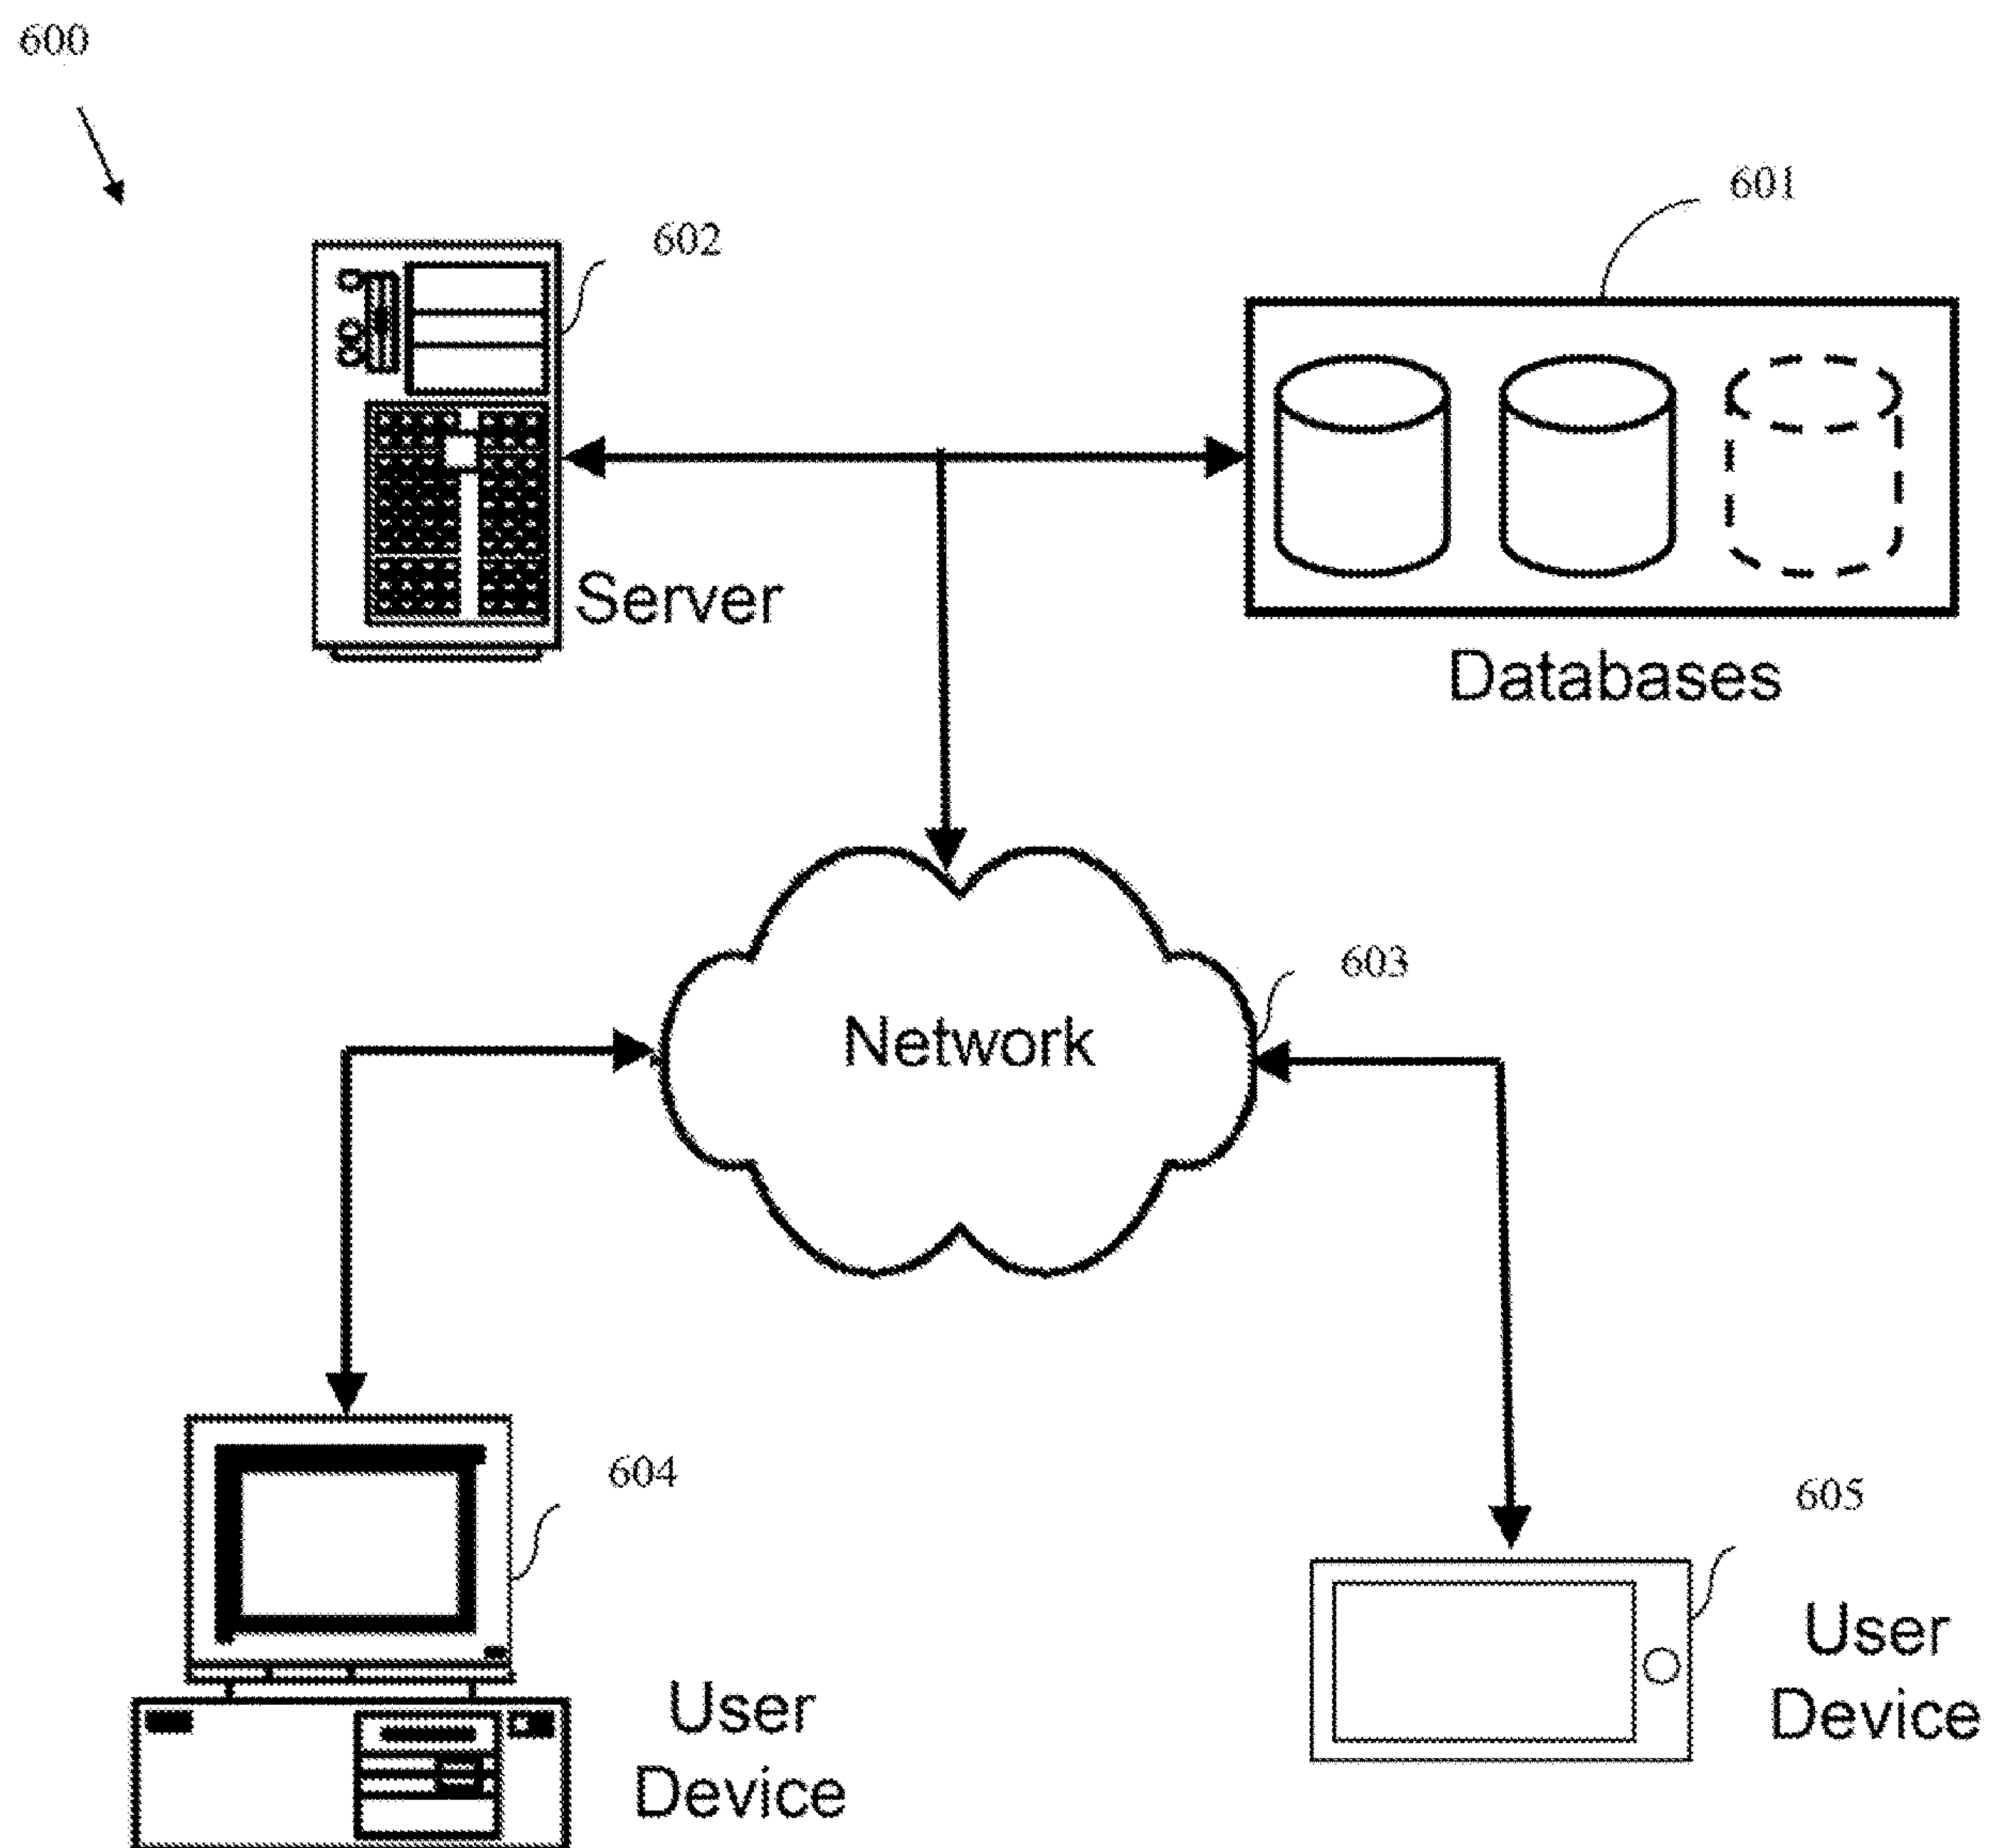 600
601
602
Server
Databases
603
Network
604
605
User
Device
User
Device